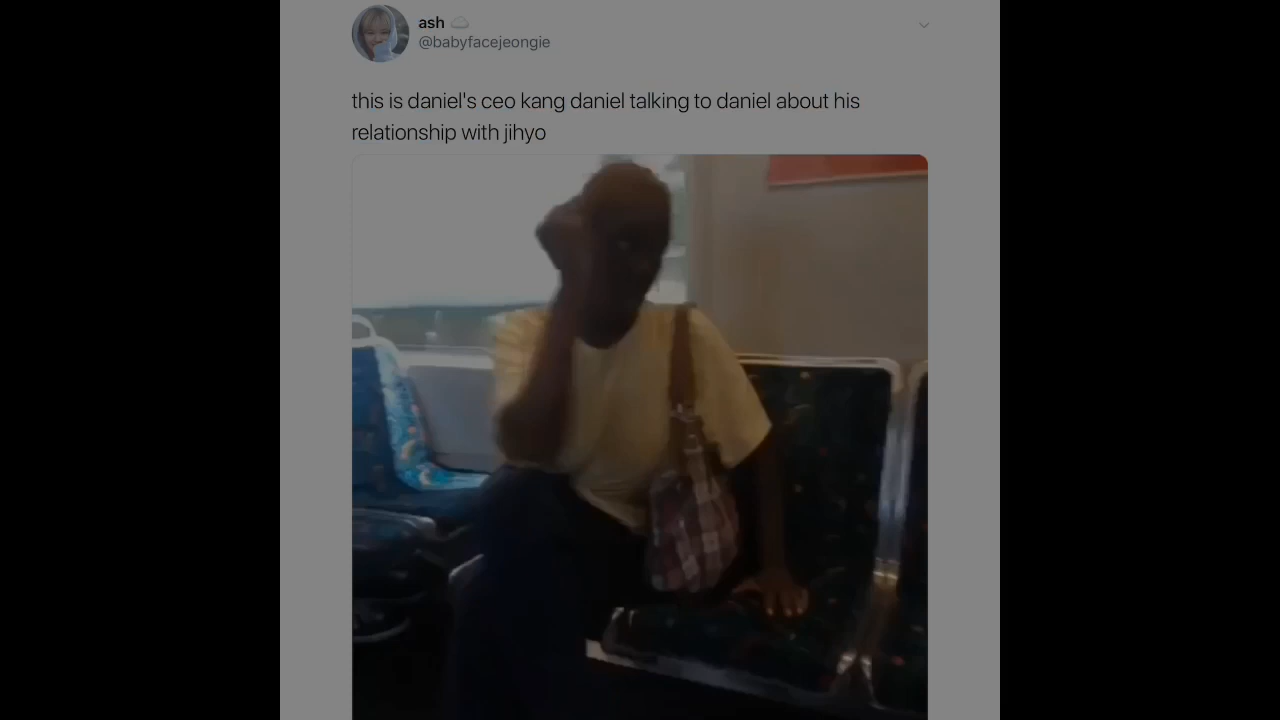 ash
@babyfacejeongie
this is daniel's ceo kang daniel talking to daniel about his
relationship with jihyo